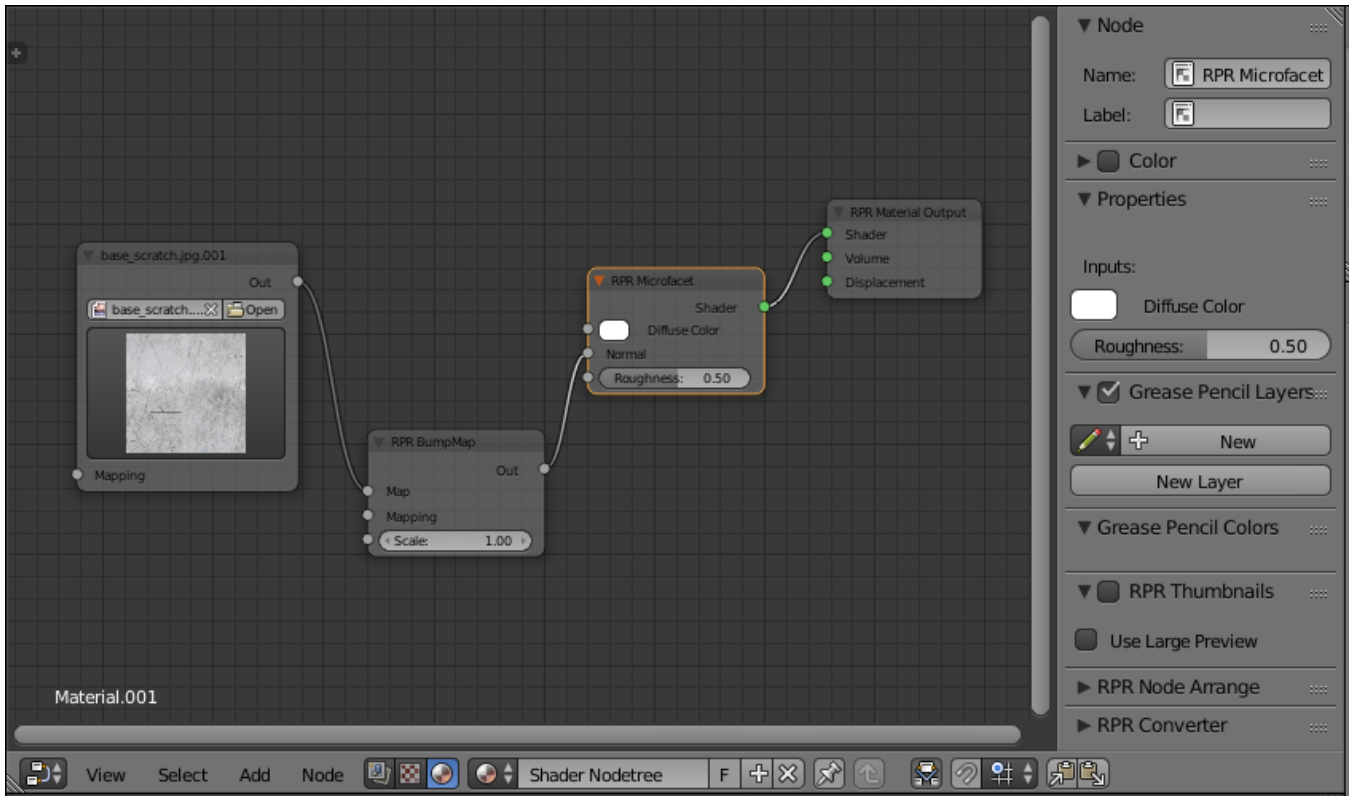 base_scratch.jpg.001
Out
base_scratch....
Open
Mapping
RPR BumpMap
Out
Map
Mapping
Scale: 1.00
RPR Microfacet
Shader
Diffuse Color
Normal
Roughness: 0.50
RPR Material Output
Shader
Volume
Displacement
Material.001
Node
Name: RPR Microfacet
Label:
Color
Properties
Inputs:
Diffuse Color
Roughness: 0.50
Grease Pencil Layers
New
New Layer
Grease Pencil Colors
RPR Thumbnails
Use Large Preview
RPR Node Arrange
RPR Converter
View Select Add Node Shader Nodetree F